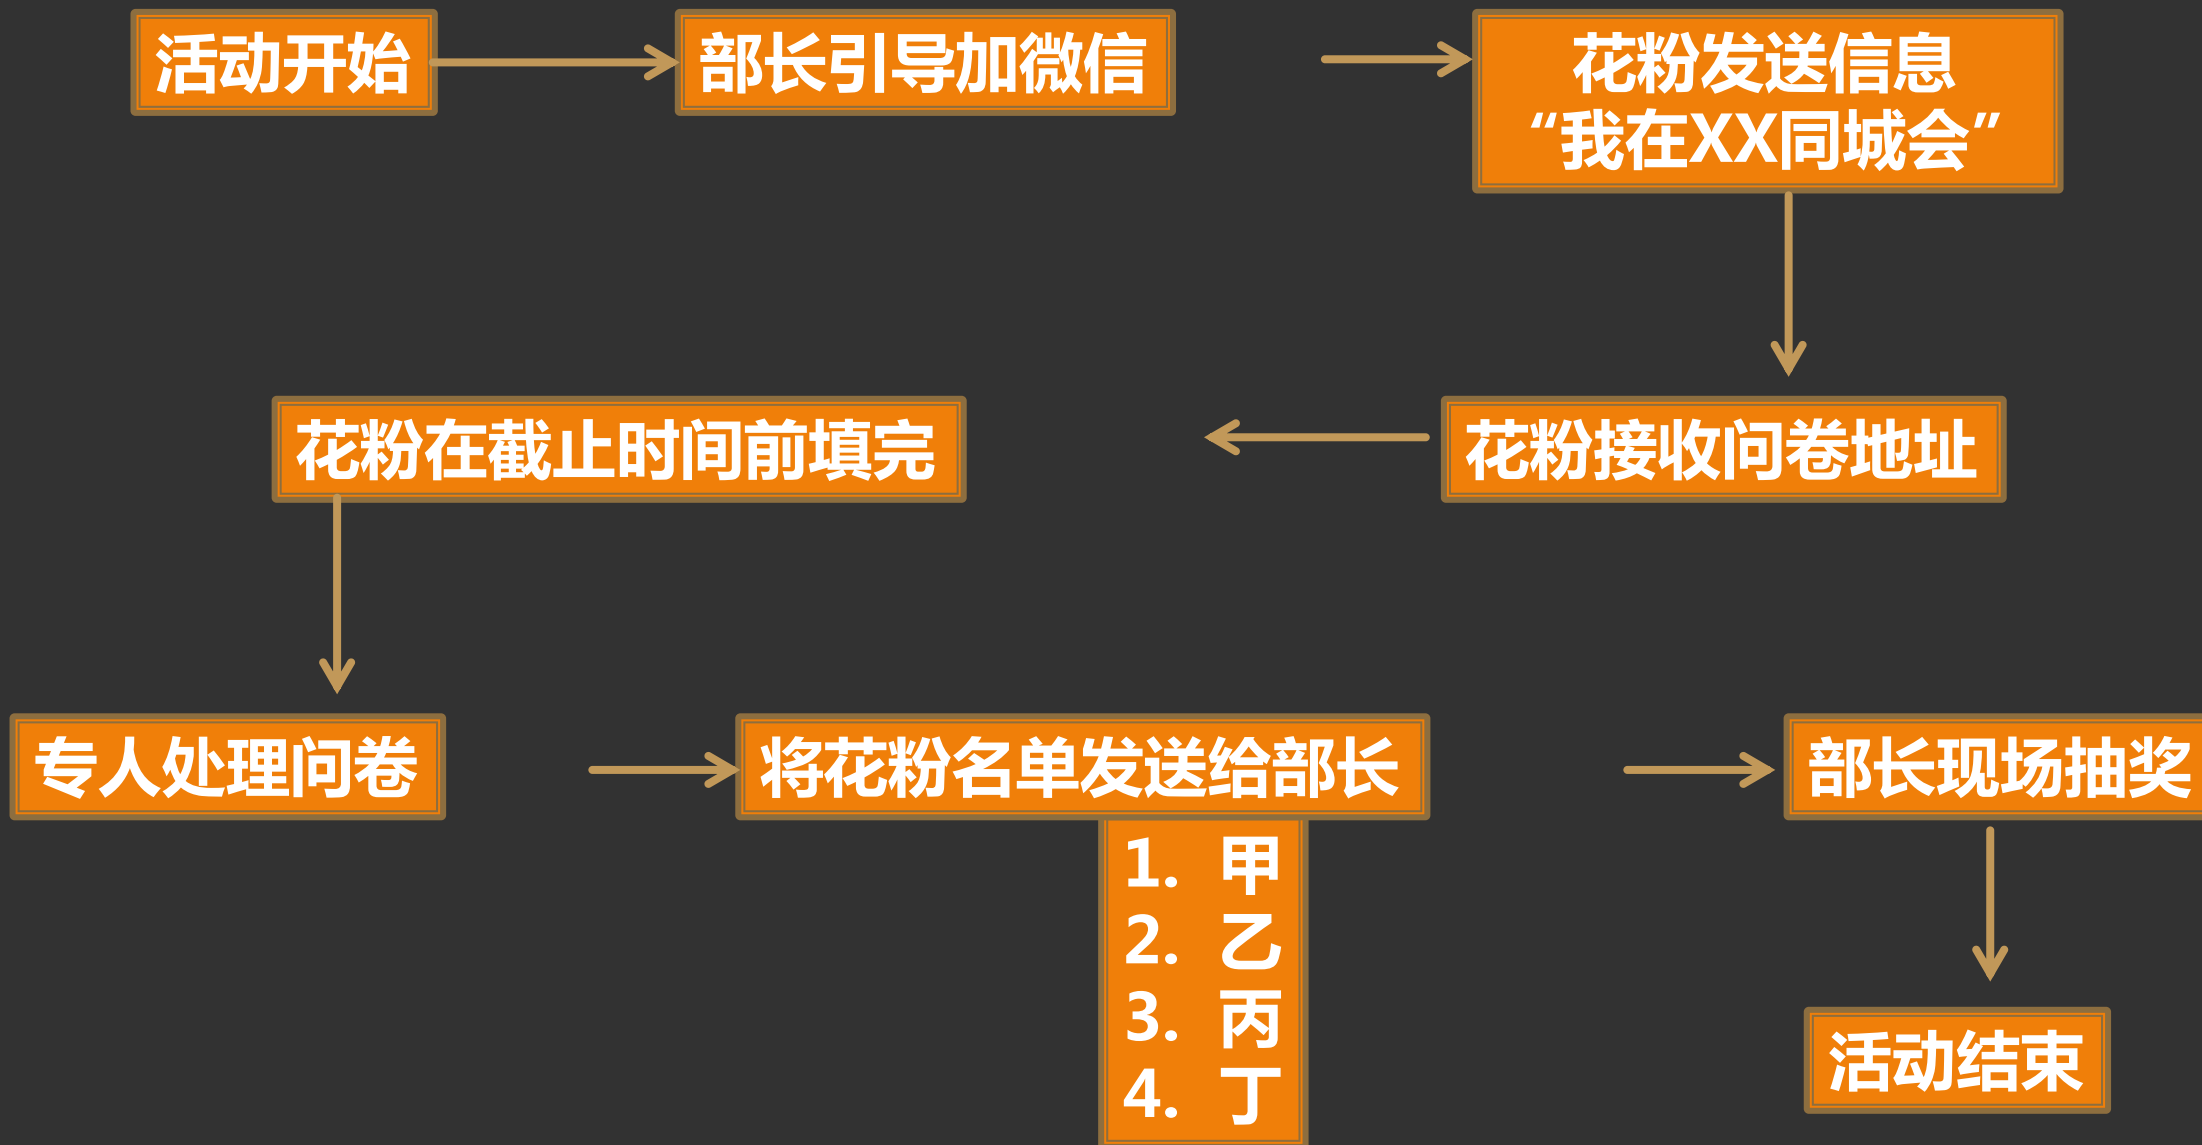 活动开始
部长引导加微信
花粉发送信息
“我在XX同城会”
花粉接收问卷地址
花粉在截止时间前填完
专人处理问卷
将花粉名单发送给部长
1. 甲
2. 乙
3. 丙
4. 丁
部长现场抽奖
活动结束